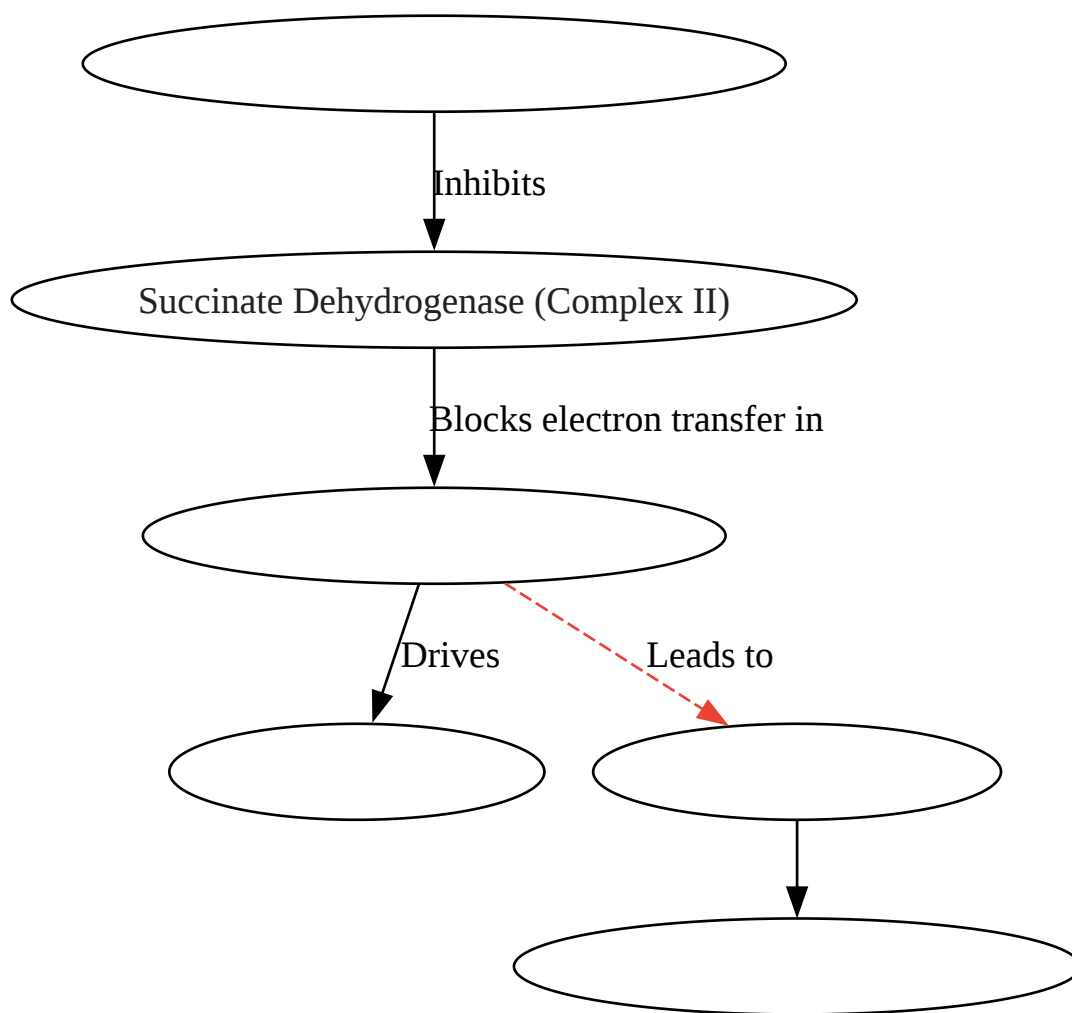 Inhibits
Succinate Dehydrogenase (Complex II)
Blocks electron transfer in
Drives
Leads to